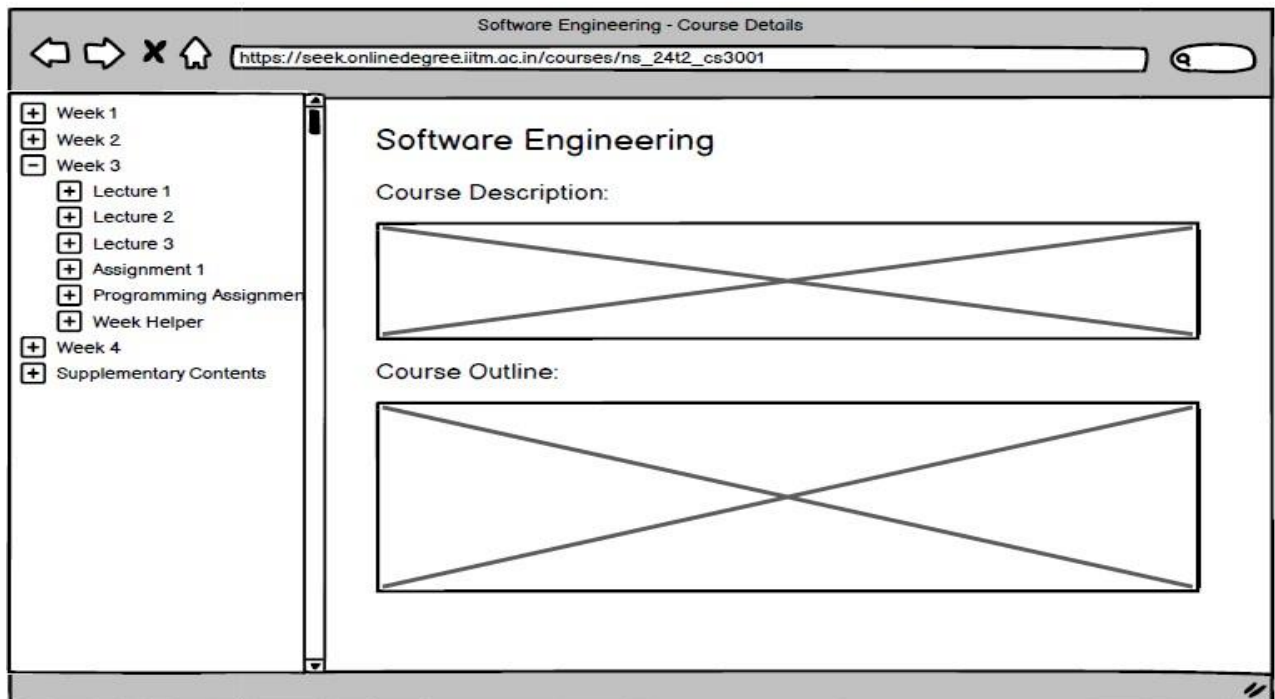 Software Engineering - Course Details
https://seek.onlinedegree.iitm.ac.in/courses/ns_24t2_cs3001
Week 1
Week 2
Week 3
Lecture 1
Lecture 2
Lecture 3
Assignment 1
Programming Assignmen
Week Helper
Week 4
Supplementary Contents
Software Engineering
Course Description:
Course Outline: